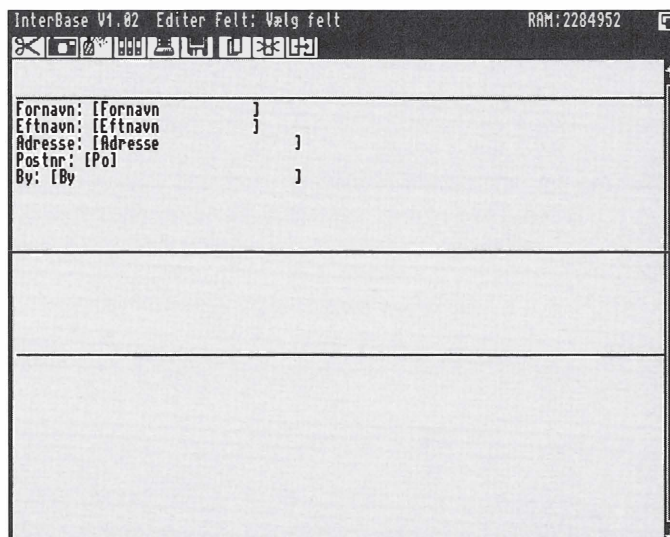 InterBase V1.02 Editer Felt: Vælg felt RAM:2284952
Fornavn: [Fornavn ]
Eftnavn: [Eftnavn ]
Adresse: [Adresse ]
Postnr: [Po]
By: [By ]